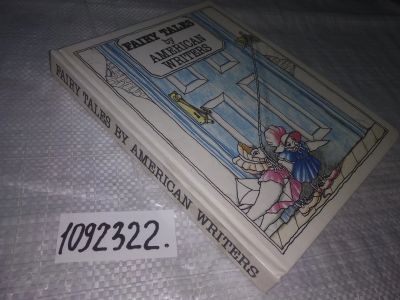 FAIRY TALES
by
AMERICAN
WRITERS
FAIRY TALES BY AMERICAN WRITERS
1092322.